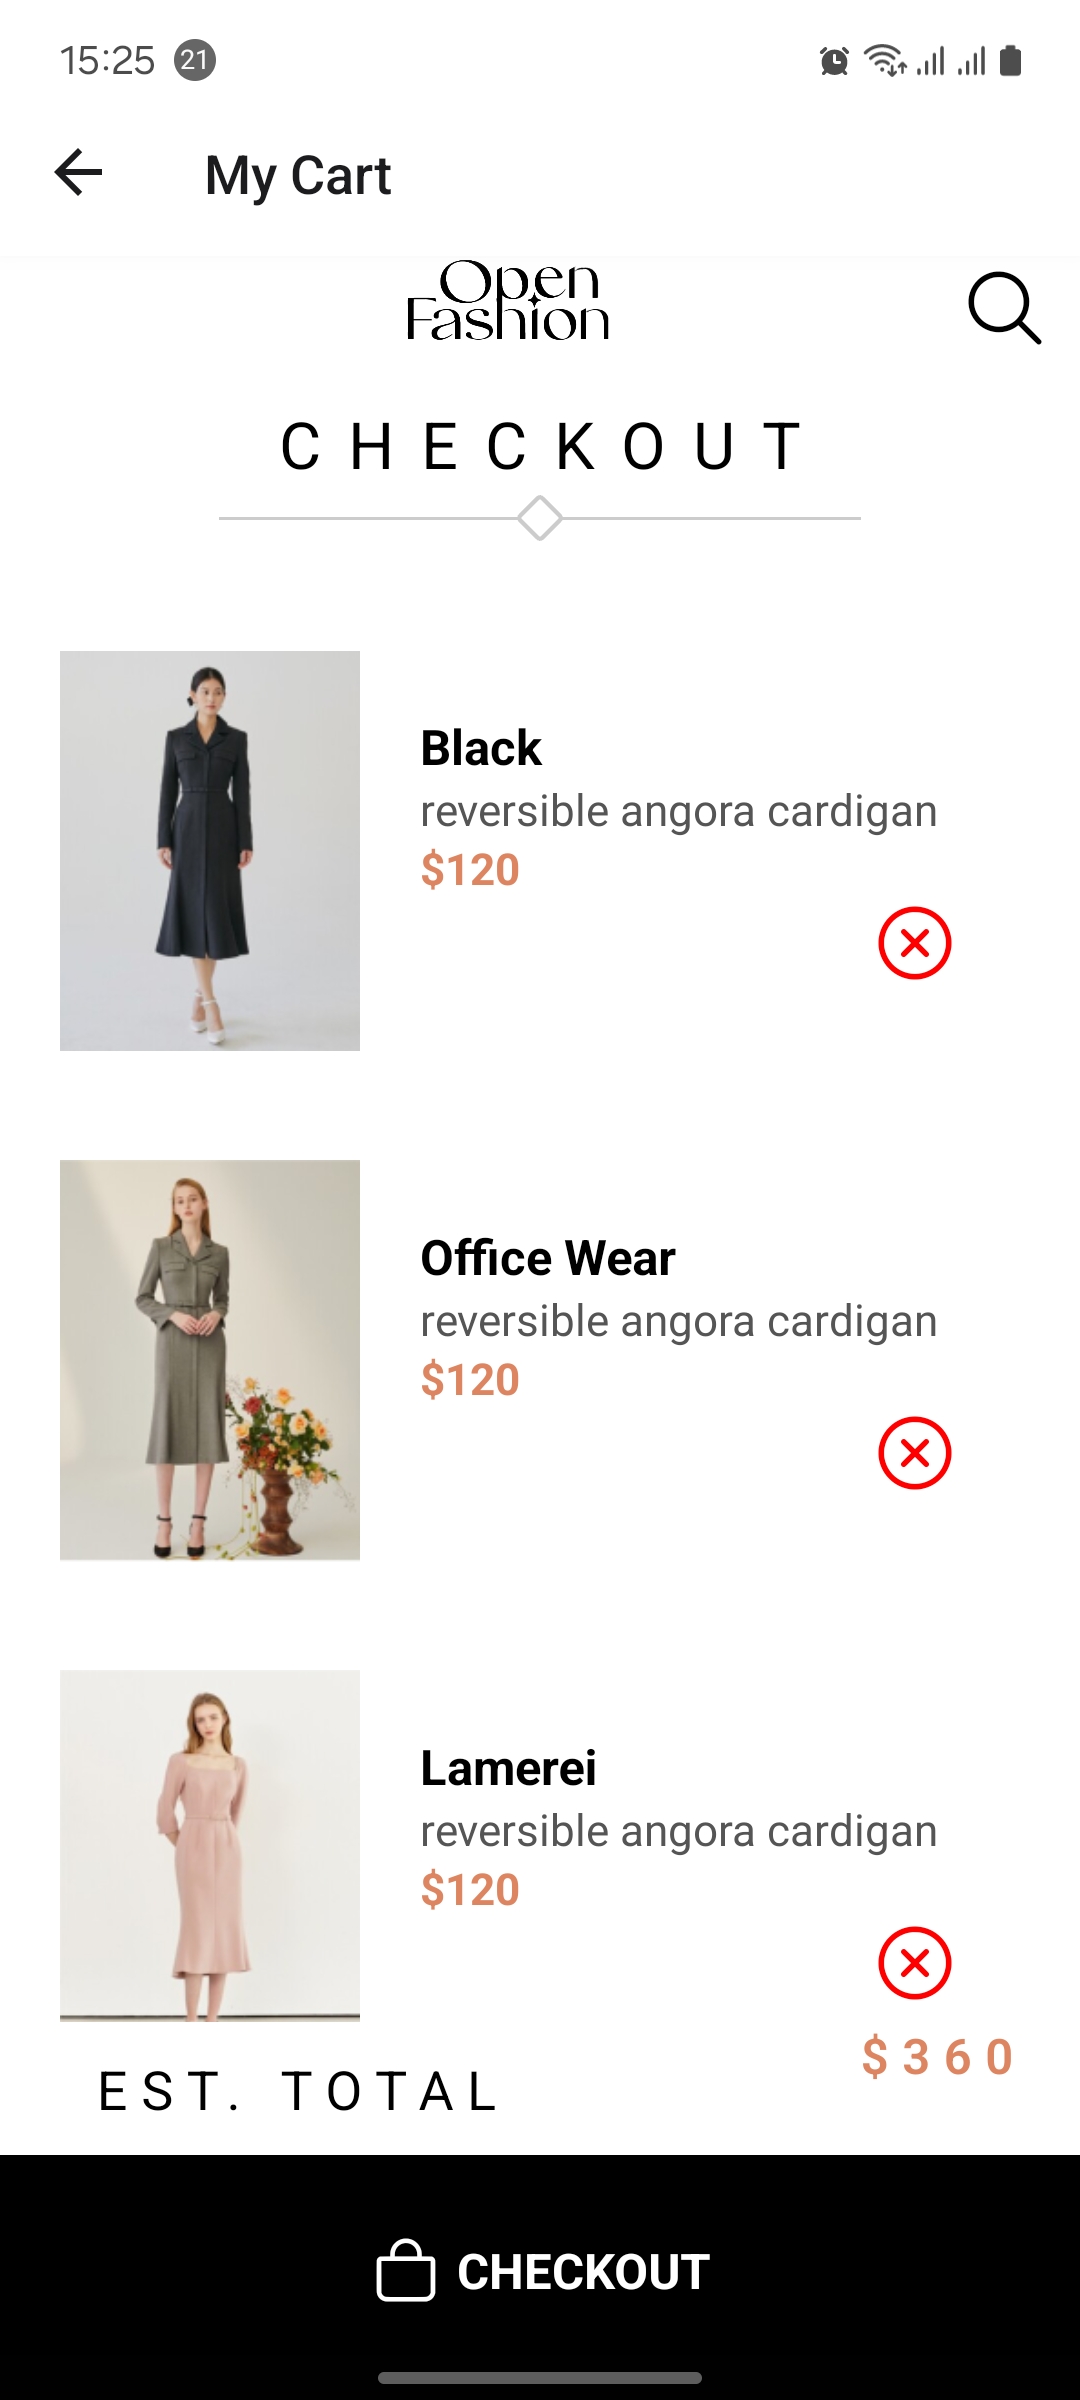 15:25 21
My Cart
Open
Fashion
CHECKOUT
Black
reversible angora cardigan
$120
Office Wear
reversible angora cardigan
$120
Lamerei
reversible angora cardigan
$120
$360
EST. TOTAL
CHECKOUT